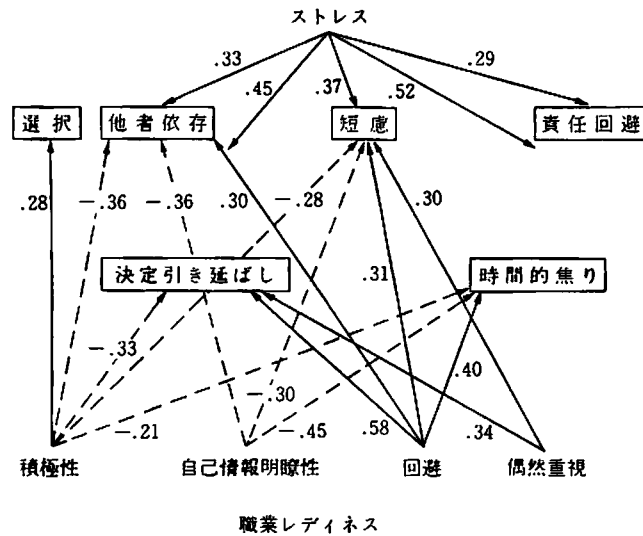 ストレス
.33
.45
.37
.52
.29
選択
他者依存
短慮
責任回避
.28
-.36
-.36
.30
-.28
.30
決定引き延ばし
.31
時間的焦り
-.33
-.30
.40
-.21
-.45
.58
.34
積極性
自己情報明瞭性
回避
偶然重視
職業レディネス